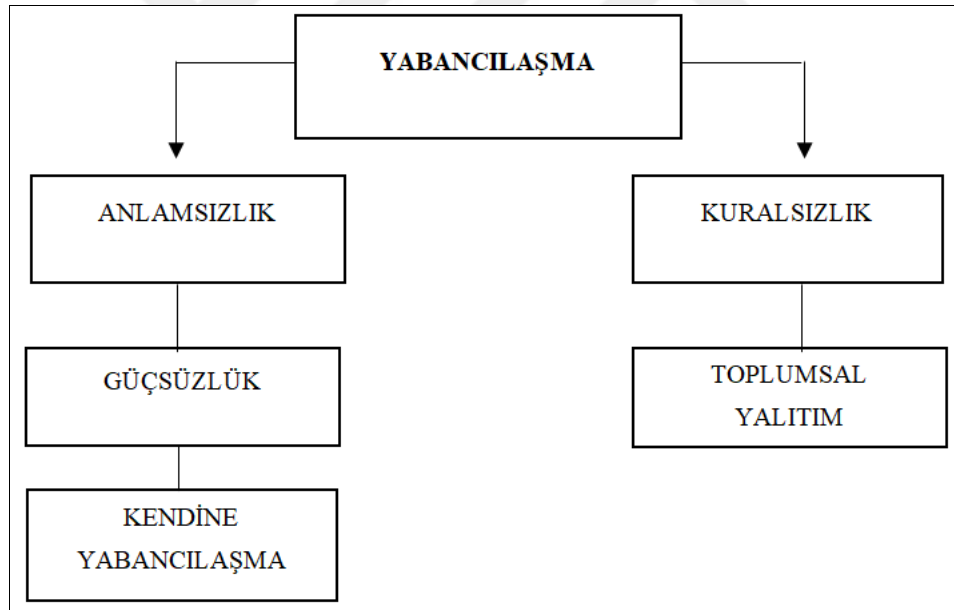 YABANCILAŞMA
ANLAMSIZLIK
KURALSIZLIK
GÜÇSÜZLÜK
TOPLUMSAL
YALITIM
KENDİNE
YABANCILAŞMA